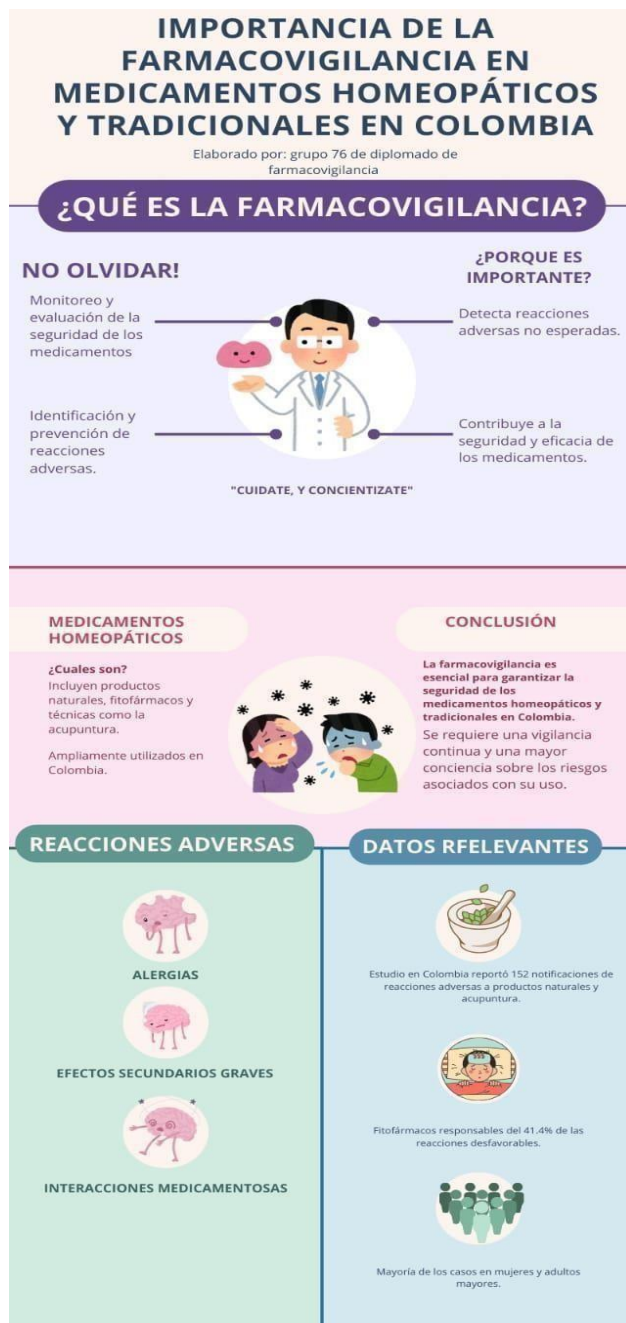 IMPORTANCIA DE LA
FARMACOVIGILANCIA EN
MEDICAMENTOS HOMEOPÁTICOS
Y TRADICIONALES EN COLOMBIA
Elaborado por: grupo 76 de diplomado de
farmacovigilancia
¿QUÉ ES LA FARMACOVIGILANCIA?
NO OLVIDAR!
Monitoreo y
evaluación de la
seguridad de los
medicamentos
Identificación y
prevención de
reacciones
adversas.
¿PORQUE ES
IMPORTANTE?
Detecta reacciones
adversas no esperadas.
Contribuye a la
seguridad y eficacia de
los medicamentos.
"CUIDATE, Y CONCIENTIZATE"
MEDICAMENTOS
HOMEOPÁTICOS
¿Cuales son?
Incluyen productos
naturales, fitofármacos y
técnicas como la
acupuntura.
Ampliamente utilizados en
Colombia.
CONCLUSIÓN
La farmacovigilancia es
esencial para garantizar la
seguridad de los
medicamentos homeopáticos y
tradicionales en Colombia.
Se requiere una vigilancia
continua y una mayor
conciencia sobre los riesgos
asociados con su uso.
REACCIONES ADVERSAS
ALERGIAS
EFECTOS SECUNDARIOS GRAVES
INTERACCIONES MEDICAMENTOSAS
DATOS RFELEVANTES
Estudio en Colombia reportó 152 notificaciones de
reacciones adversas a productos naturales y
acupuntura.
Fitofármacos responsables del 41.4% de las
reacciones desfavorables.
Mayoría de los casos en mujeres y adultos
mayores.